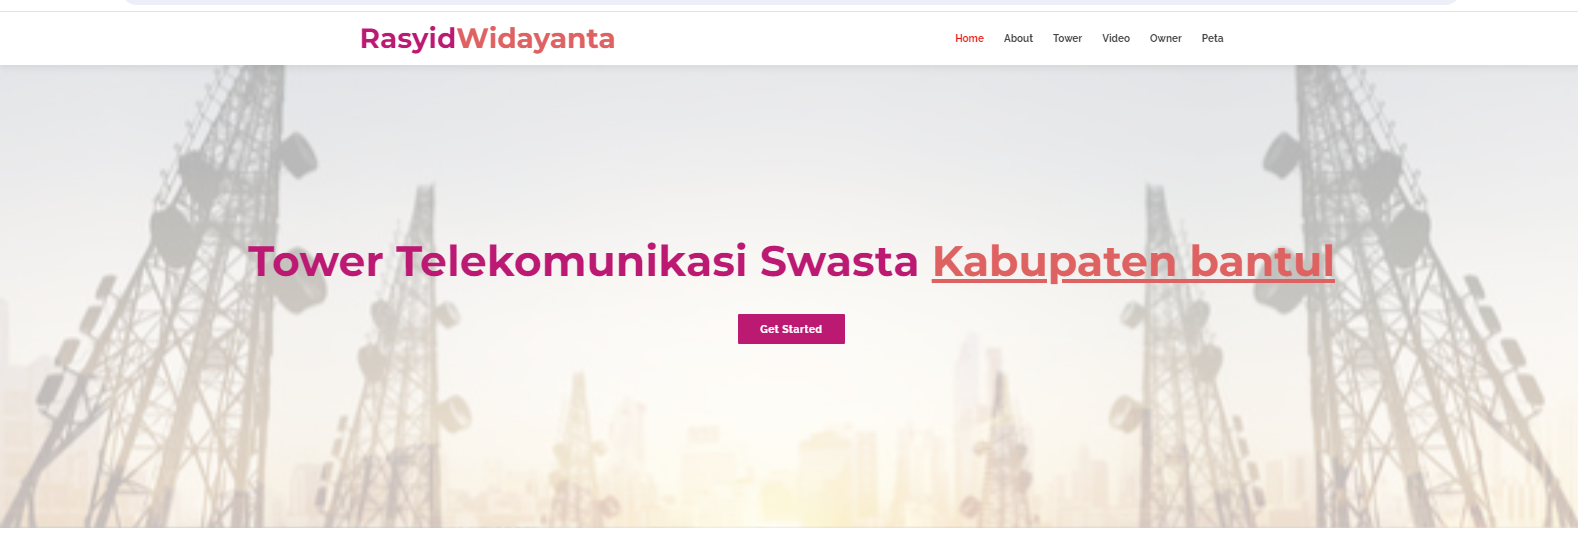 RasyidWidayanta
Home About Tower Video Owner Peta
Tower Telekomunikasi Swasta Kabupaten bantul
Get Started